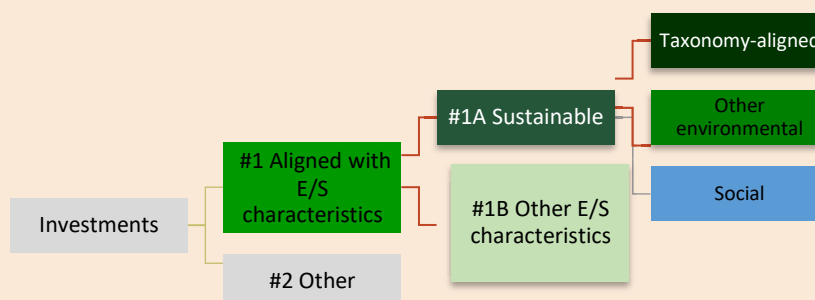 Investments
#1 Aligned with
E/S
characteristics
#2 Other
#1A Sustainable
#1B Other E/S
characteristics
Taxonomy-aligned
Other
environmental
Social